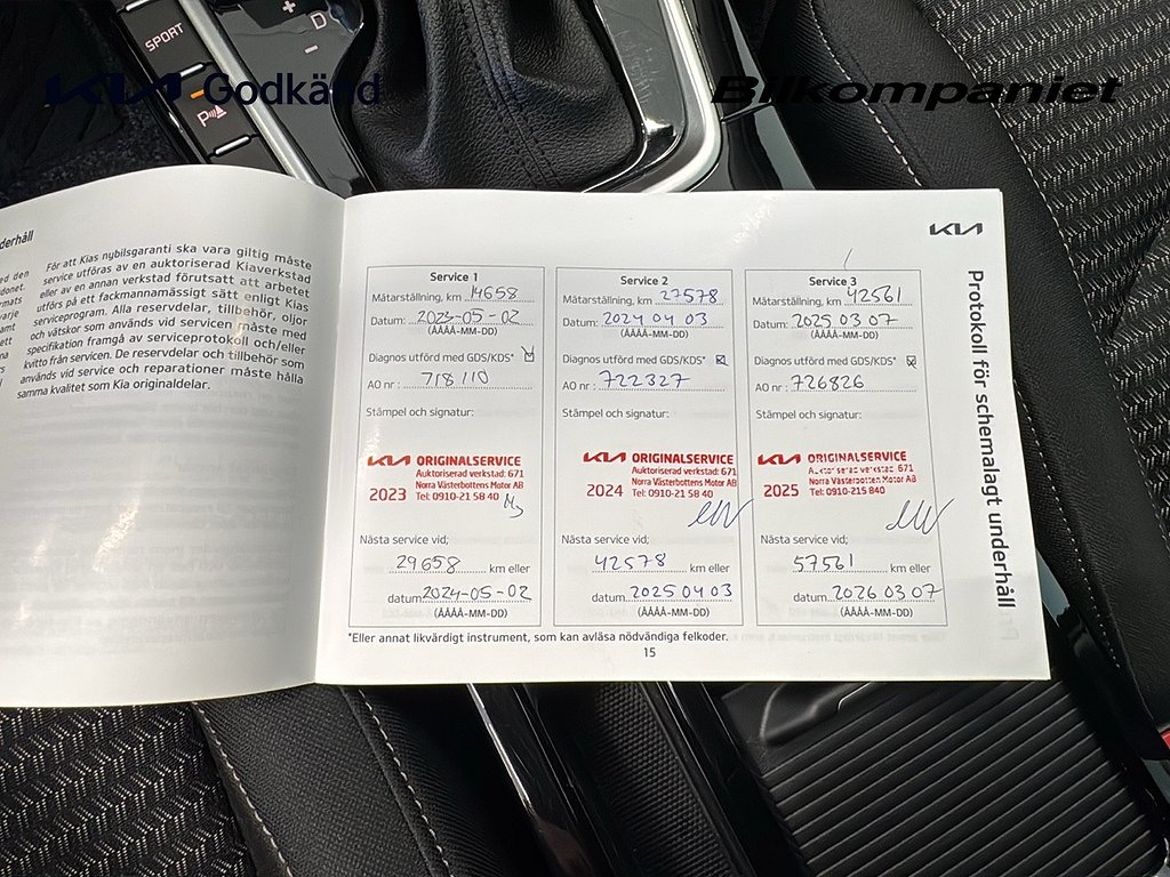 SPORT
D
KIA Godkänd
Bilkompaniet
P
derhåll
För att Kias nybilsgaranti ska vara giltig måste
service utföras av en auktoriserad Kiaverkstad
eller av en annan verkstad förutsatt att arbetet
utförs på ett fackmannamässigt sätt enligt Kias
serviceprogram. Alla reservdelar, tillbehör, oljor
och vätskor som används vid servicen måste med
specifikation framgå av serviceprotokoll och/eller
kvitto från servicen. De reservdelar och tillbehör som
används vid service och reparationer måste hålla
samma kvalitet som Kia originaldelar.
KIA
Protokoll för schemalagt underhåll
Service 1
Mätarställning, km 14658
Datum: 2023-05-02
(ÅÅÅÅ-MM-DD)
Diagnos utförd med GDS/KDS*
AO nr: 718110
Stämpel och signatur:
KIA ORIGINALSERVICE
Auktoriserad verkstad: 671
Norra Västerbottens Motor AB
2023 Tel: 0910-21 58 40
Nästa service vid;
29658 km eller
datum 2024-05-02
(ÅÅÅÅ-MM-DD)
Service 2
Mätarställning, km 27578
Datum: 2024 04 03
(ÅÅÅÅ-MM-DD)
Diagnos utförd med GDS/KDS*
AO nr: 722327
Stämpel och signatur:
KIA ORIGINALSERVICE
Auktoriserad verkstad: 671
Norra Västerbottens Motor AB
2024 Tel: 0910-21 58 40
Nästa service vid;
42578 km eller
datum 2025 04 03
(ÅÅÅÅ-MM-DD)
Service 3
Mätarställning, km 42561
Datum: 2025 03 07
(ÅÅÅÅ-MM-DD)
Diagnos utförd med GDS/KDS*
AO nr: 726826
Stämpel och signatur:
KIA ORIGINALSERVICE
Auktoriserad verkstad: 671
Norra Västerbotten Motor AB
2025 Tel: 0910-215 840
Nästa service vid;
57561 km eller
datum 2026 03 07
(ÅÅÅÅ-MM-DD)
*Eller annat likvärdigt instrument, som kan avläsa nödvändiga felkoder.
15